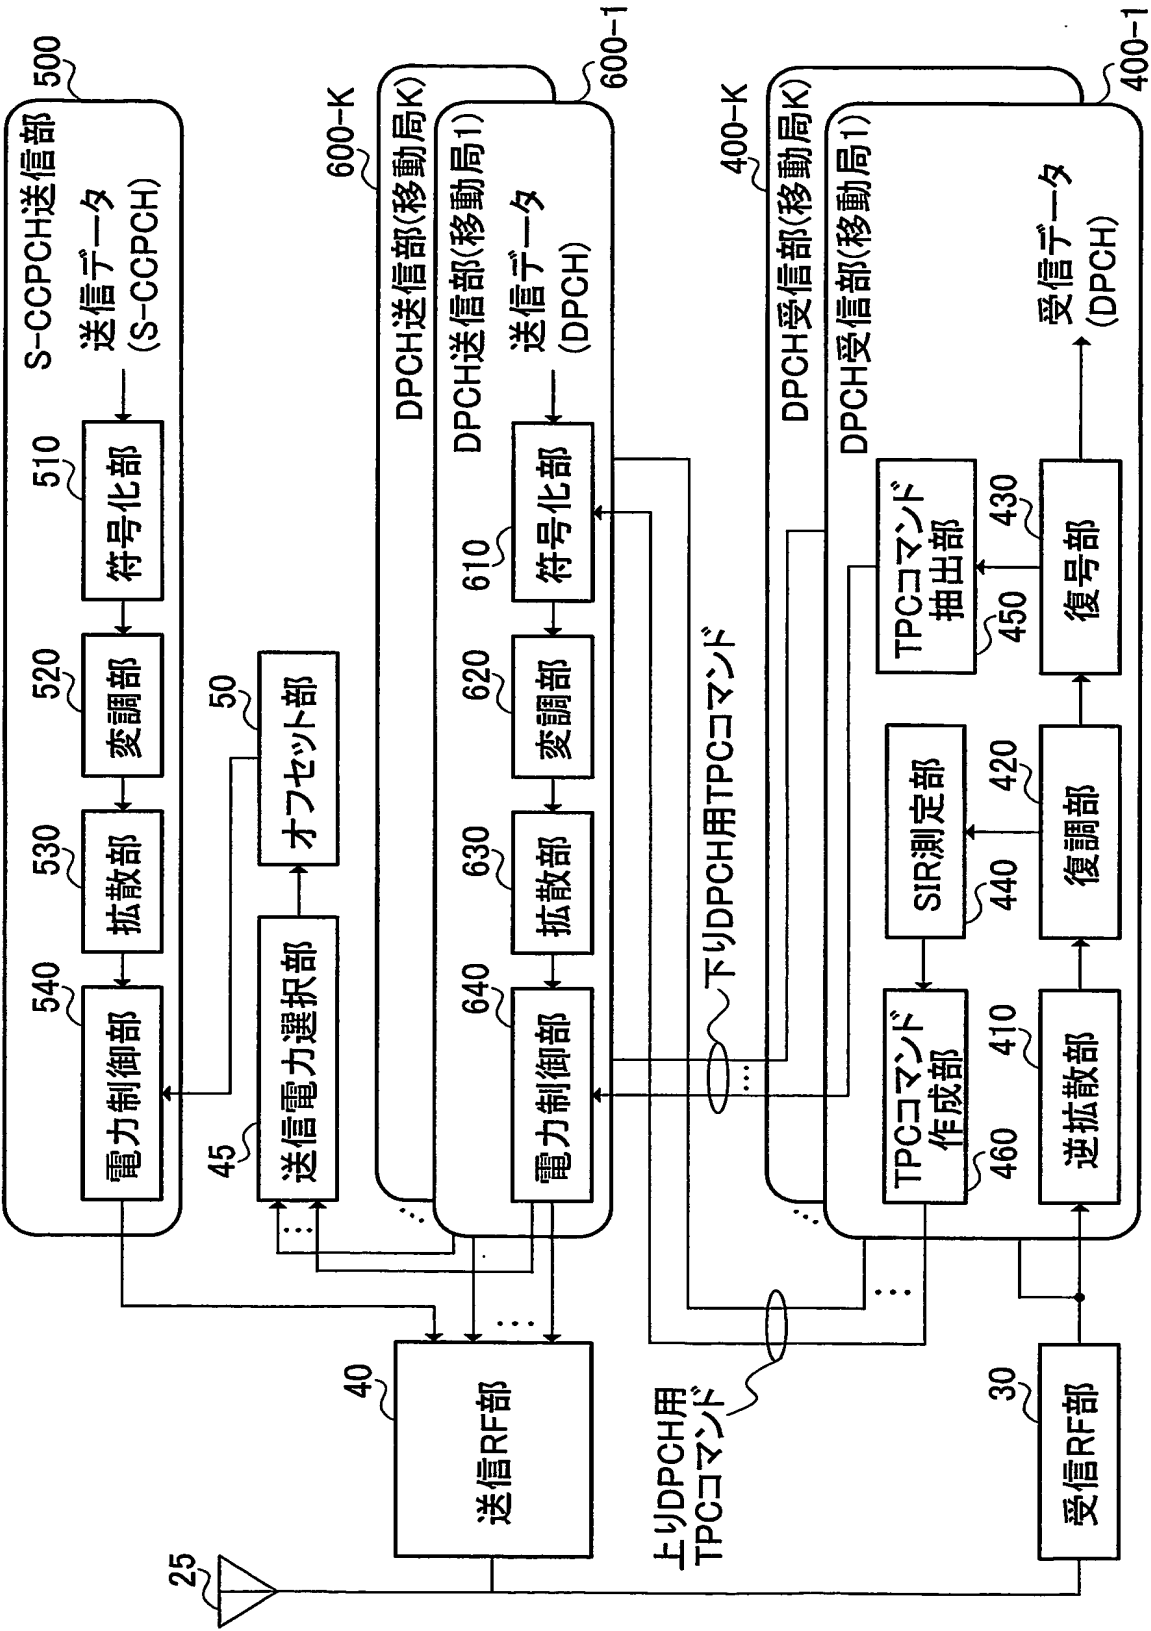 500
S-CCPCH送信部
送信データ
(S-CCPCH)
510
符号化部
520
変調部
530
拡散部
540
電力制御部
50
オフセット部
45
送信電力選択部
600-K
DPCH送信部(移動局K)
600-1
DPCH送信部(移動局1)
送信データ
(DPCH)
610
符号化部
620
変調部
630
拡散部
640
電力制御部
25
40
送信RF部
下りDPCH用TPCコマンド
上りDPCH用
TPCコマンド
400-K
DPCH受信部(移動局K)
400-1
DPCH受信部(移動局1)
受信データ
(DPCH)
TPCコマンド
抽出部
450
430
復号部
SIR測定部
440
420
復調部
TPCコマンド
作成部
460
410
逆拡散部
30
受信RF部